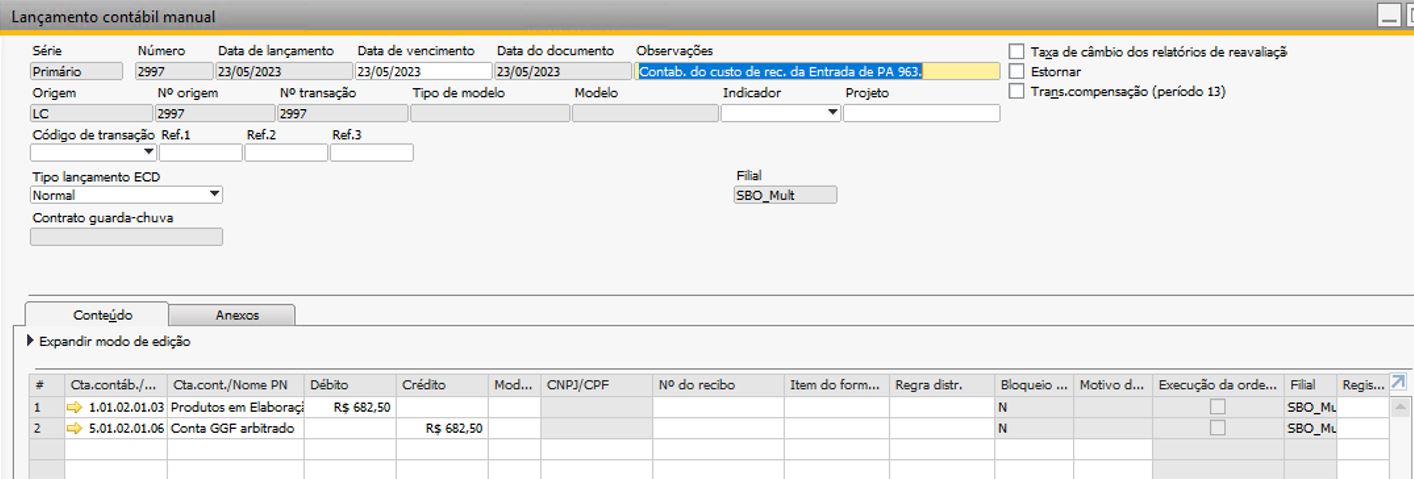 Lançamento contábil manual
Série Número Data de lançamento Data de vencimento Data do documento Observações
Primário 2997 23/05/2023 23/05/2023 23/05/2023 Contab. do custo de rec. da Entrada de PA 963.
Taxa de câmbio dos relatórios de reavaliaçã
Estornar
Trans.compensação (período 13)
Origem Nº origem Nº transação Tipo de modelo Modelo Indicador Projeto
LC 2997 2997
Código de transação Ref.1 Ref.2 Ref.3
Tipo lançamento ECD Filial
Normal SBO_Mult
Contrato guarda-chuva
Conteúdo Anexos
Expandir modo de edição
# Cta.contáb./... Cta.cont./Nome PN Débito Crédito Mod... CNPJ/CPF Nº do recibo Item do form... Regra distr. Bloqueio ... Motivo d... Execução da orde... Filial Regis...
1 1.01.02.01.03 Produtos em Elaboraçã R$ 682,50 N SBO_Mu
2 5.01.02.01.06 Conta GGF arbitrado R$ 682,50 N SBO_Mu